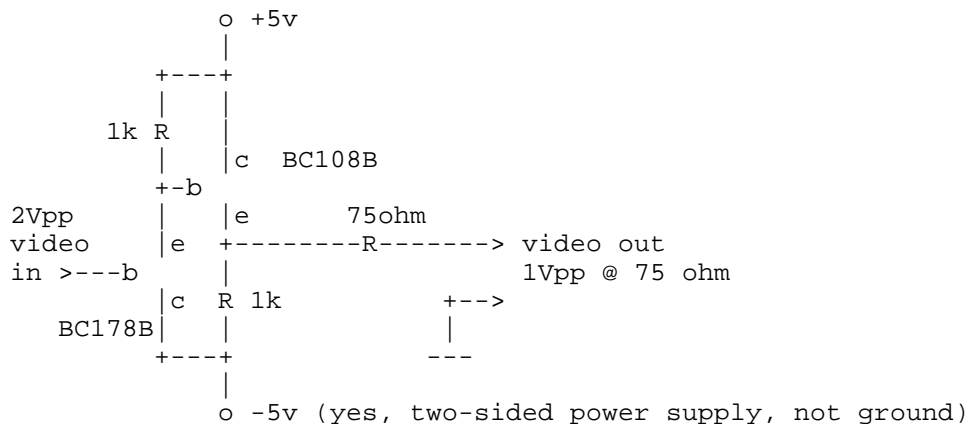 o +5v
|
+----+
| |
1k R |
| |c BC108B
+-b
2Vpp | |e 75ohm
video |e +--------R-------> video out
in >---b | 1Vpp @ 75 ohm
|c R 1k +-->
BC178B| | |
+----+ ---
|
o -5v (yes, two-sided power supply, not ground)